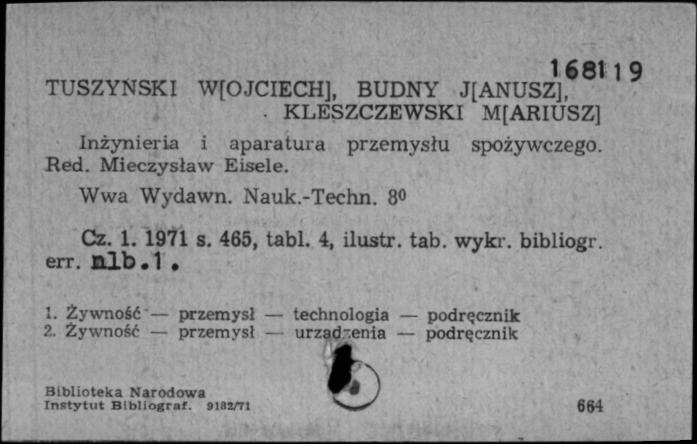 168119
TUSZYŃSKI W[OJCIECH], BUDNY J[ANUSZ],
KLESZCZEWSKI M[ARIUSZ]
Inżynieria i aparatura przemysłu spożywczego.
Red. Mieczysław Eisele.
Wwa Wydawn. Nauk.-Techn. 8⁰
Cz. 1. 1971 s. 465, tabl. 4, ilustr. tab. wykr. bibliogr.
err. nlb.1.
1. Żywność — przemysł — technologia — podręcznik
2. Żywność — przemysł — urządzenia — podręcznik
Biblioteka Narodowa
Instytut Bibliograf. 9182/71
664